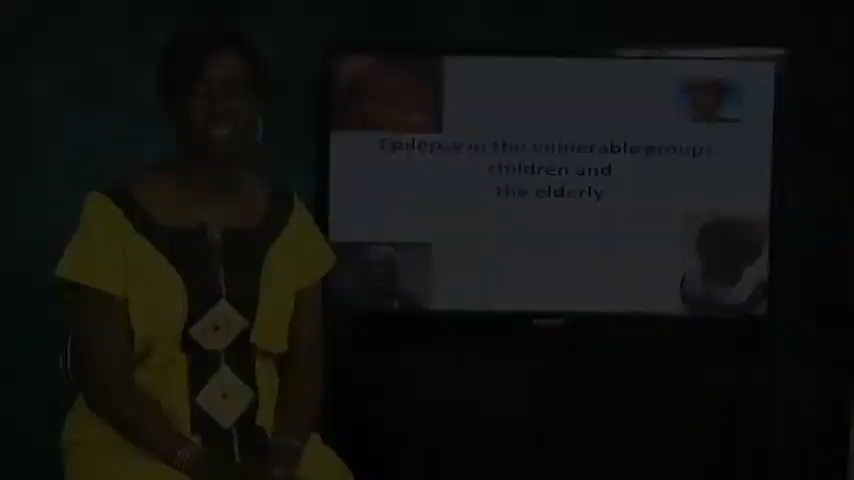 Epilepsy in the vulnerable groups
children and
the elderly